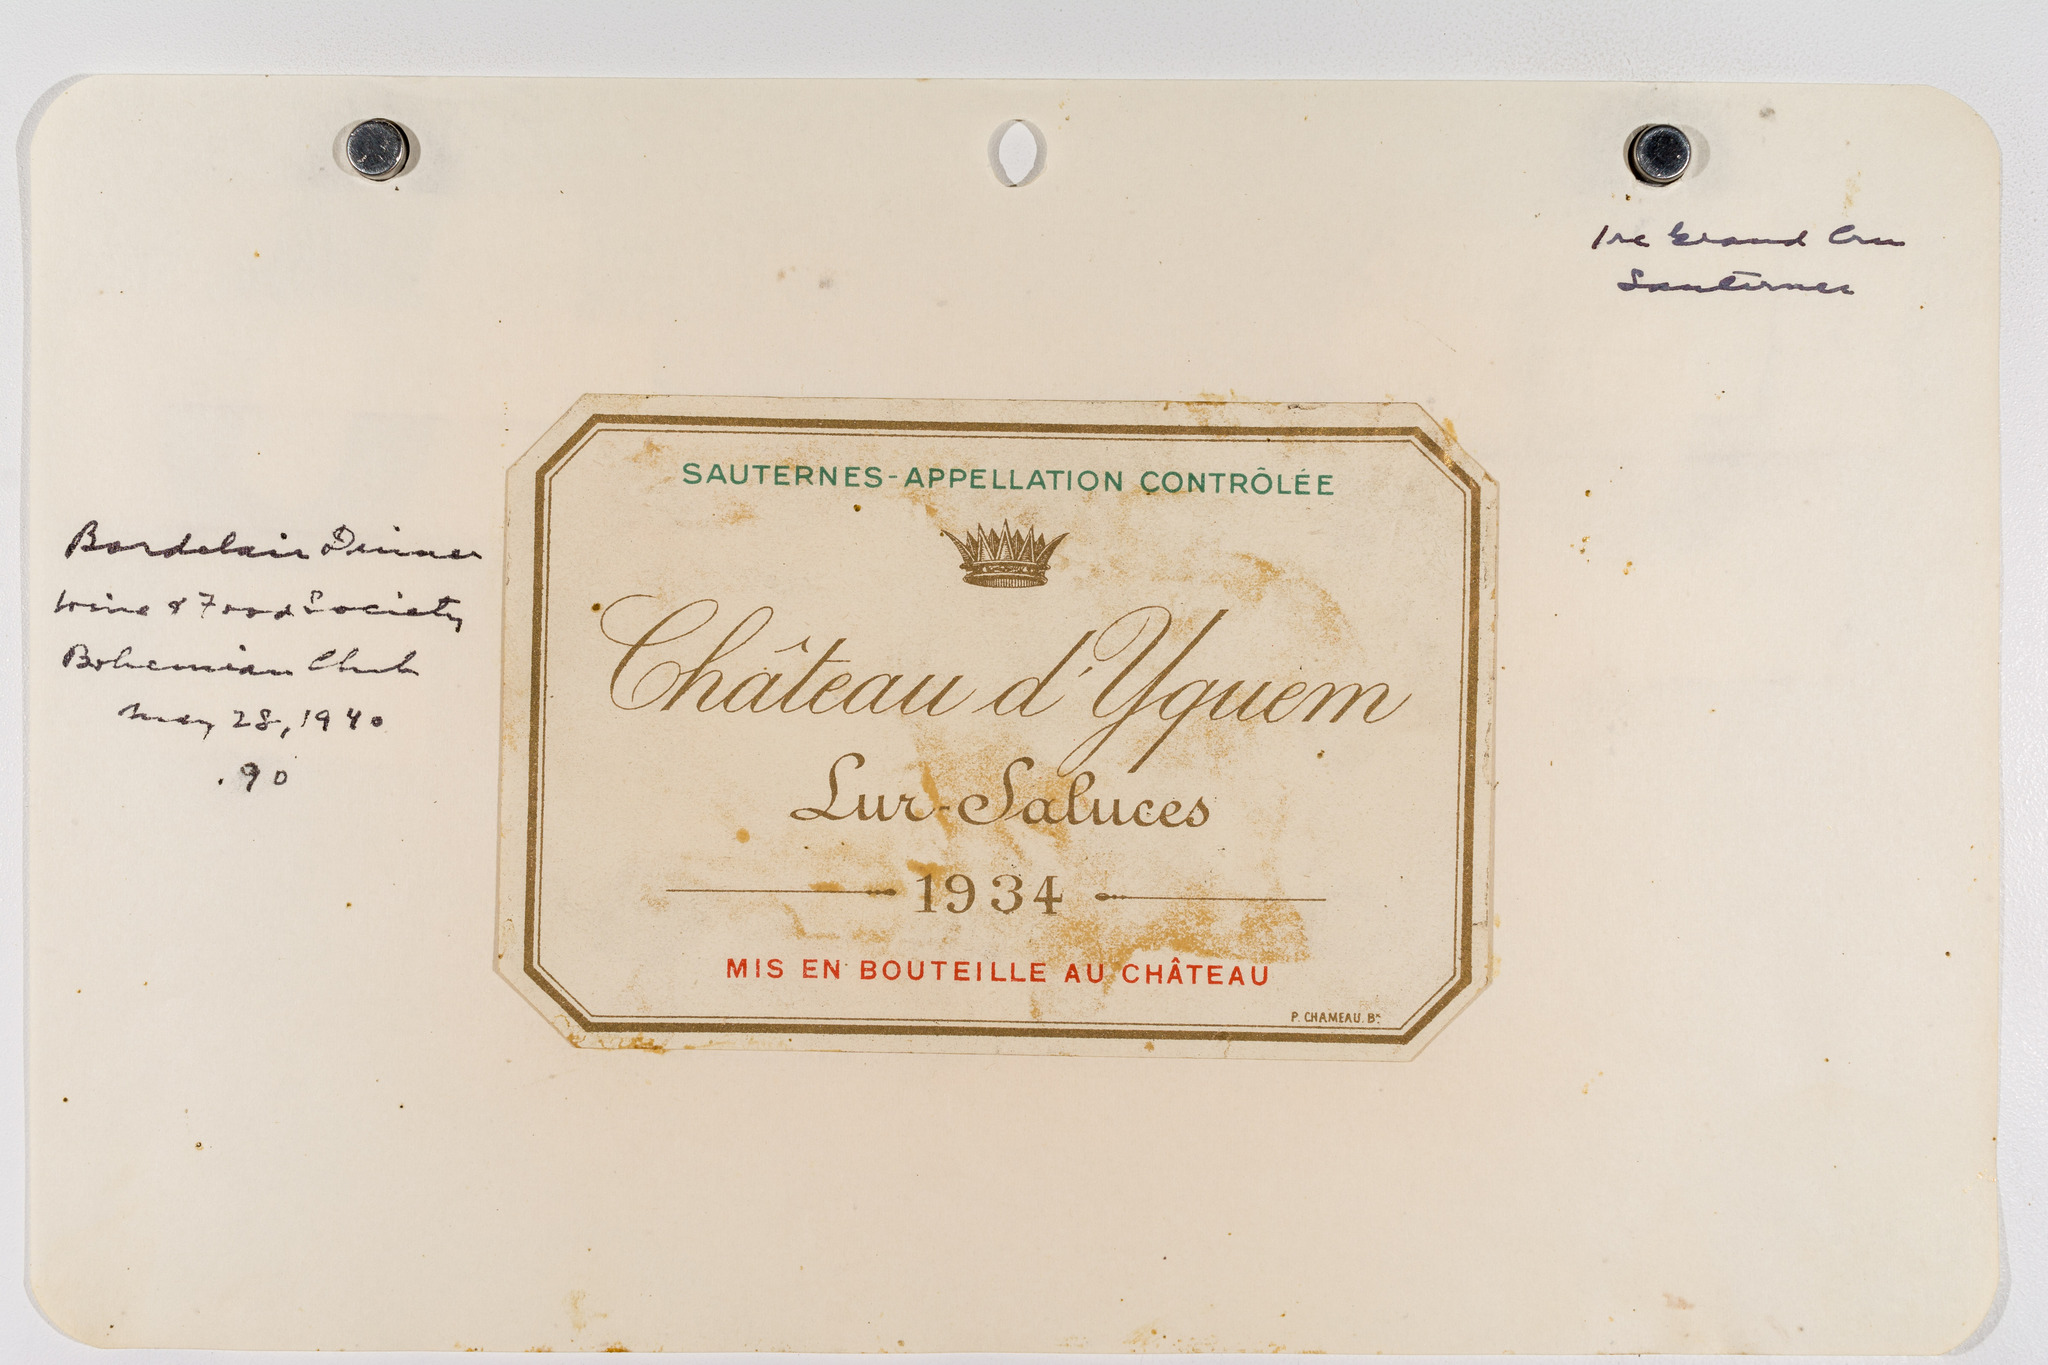 1re Grand Cru
Sauternes
SAUTERNES-APPELLATION CONTRÔLÉE
Château d'Yquem
Lur-Saluces
1934
MIS EN BOUTEILLE AU CHÂTEAU
P. CHAMEAU. Bx
Bordelais Dinner
Wine & Food Society
Bohemian Club
May 28, 1940
.90